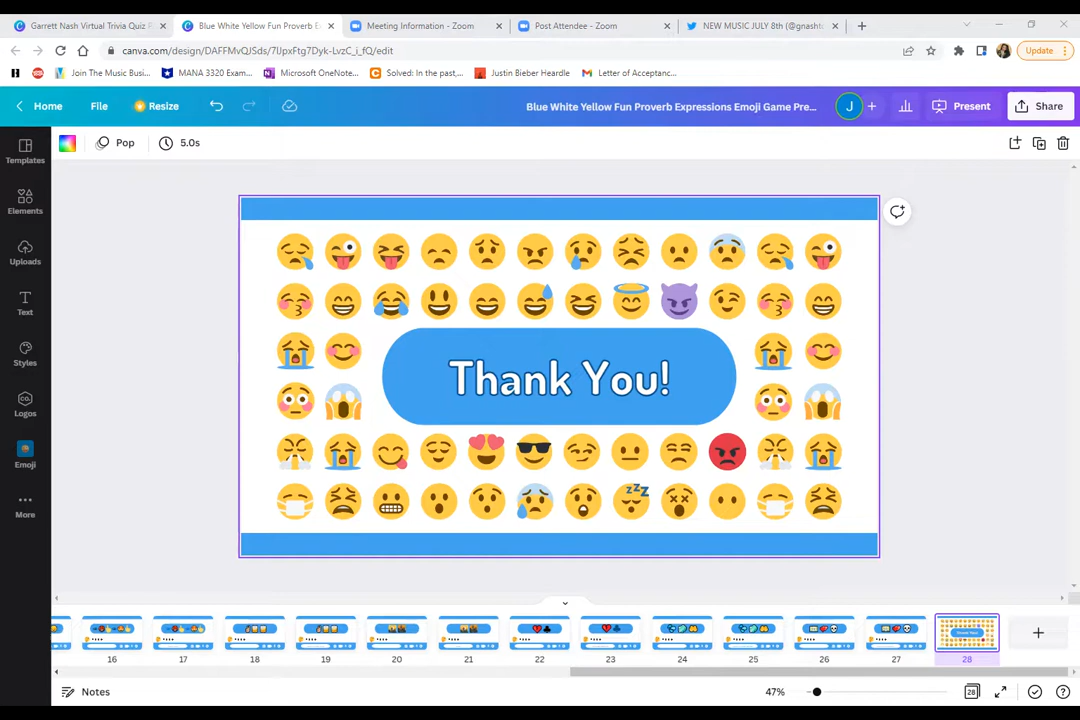 Garrett Nash Virtual Trivia Quiz P
Blue White Yellow Fun Proverb E
Meeting Information - Zoom
Post Attendee - Zoom
NEW MUSIC JULY 8th (@gnasht
canva.com/design/DAFFMvQJSds/7UpxFtg7Dyk-LvzC_i_fQ/edit
Update
Join The Music Busi...
MANA 3320 Exam...
Microsoft OneNote...
Solved: In the past,...
Justin Bieber Heardle
Letter of Acceptanc...
Home
File
Resize
Blue White Yellow Fun Proverb Expressions Emoji Game Pre...
J
Present
Share
Pop
5.0s
Templates
Elements
Uploads
Text
Styles
Logos
Emoji
More
Thank You!
16 17 18 19 20 21 22 23 24 25 26 27 28
Notes
47%
28